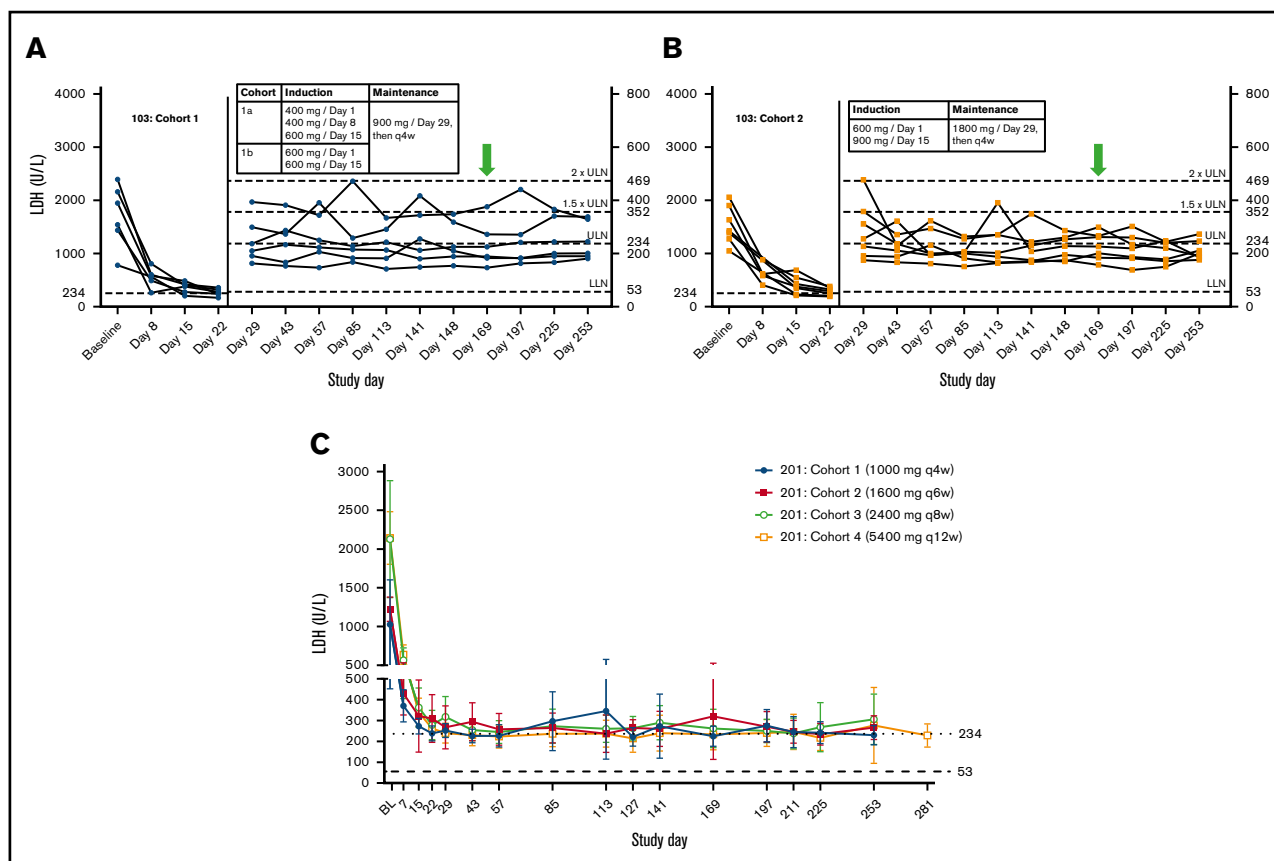 A
4000
3000
2000
1000
234
0
LDH (U/L)
103: Cohort 1
Cohort Induction Maintenance
1a 400 mg / Day 1
400 mg / Day 8
600 mg / Day 15
900 mg / Day 29,
then q4w
1b 600 mg / Day 1
600 mg / Day 15
2 x ULN
1.5 x ULN
ULN
LLN
800
600
469
400
352
234
200
53
0
Baseline
Day 8
Day 15
Day 22
Day 29
Day 43
Day 57
Day 85
Day 113
Day 141
Day 148
Day 169
Day 197
Day 225
Day 253
Study day
B
4000
3000
2000
1000
234
0
103: Cohort 2
Induction Maintenance
600 mg / Day 1
900 mg / Day 15
1800 mg / Day 29,
then q4w
2 x ULN
1.5 x ULN
ULN
LLN
800
600
469
400
352
234
200
53
0
Baseline
Day 8
Day 15
Day 22
Day 29
Day 43
Day 57
Day 85
Day 113
Day 141
Day 148
Day 169
Day 197
Day 225
Day 253
Study day
C
3000
2500
2000
1500
1000
500
500
400
300
200
100
0
LDH (U/L)
201: Cohort 1 (1000 mg q4w)
201: Cohort 2 (1600 mg q6w)
201: Cohort 3 (2400 mg q8w)
201: Cohort 4 (5400 mg q12w)
234
53
BL
7
15
22
29
43
57
85
113
127
141
169
197
211
225
253
281
Study day